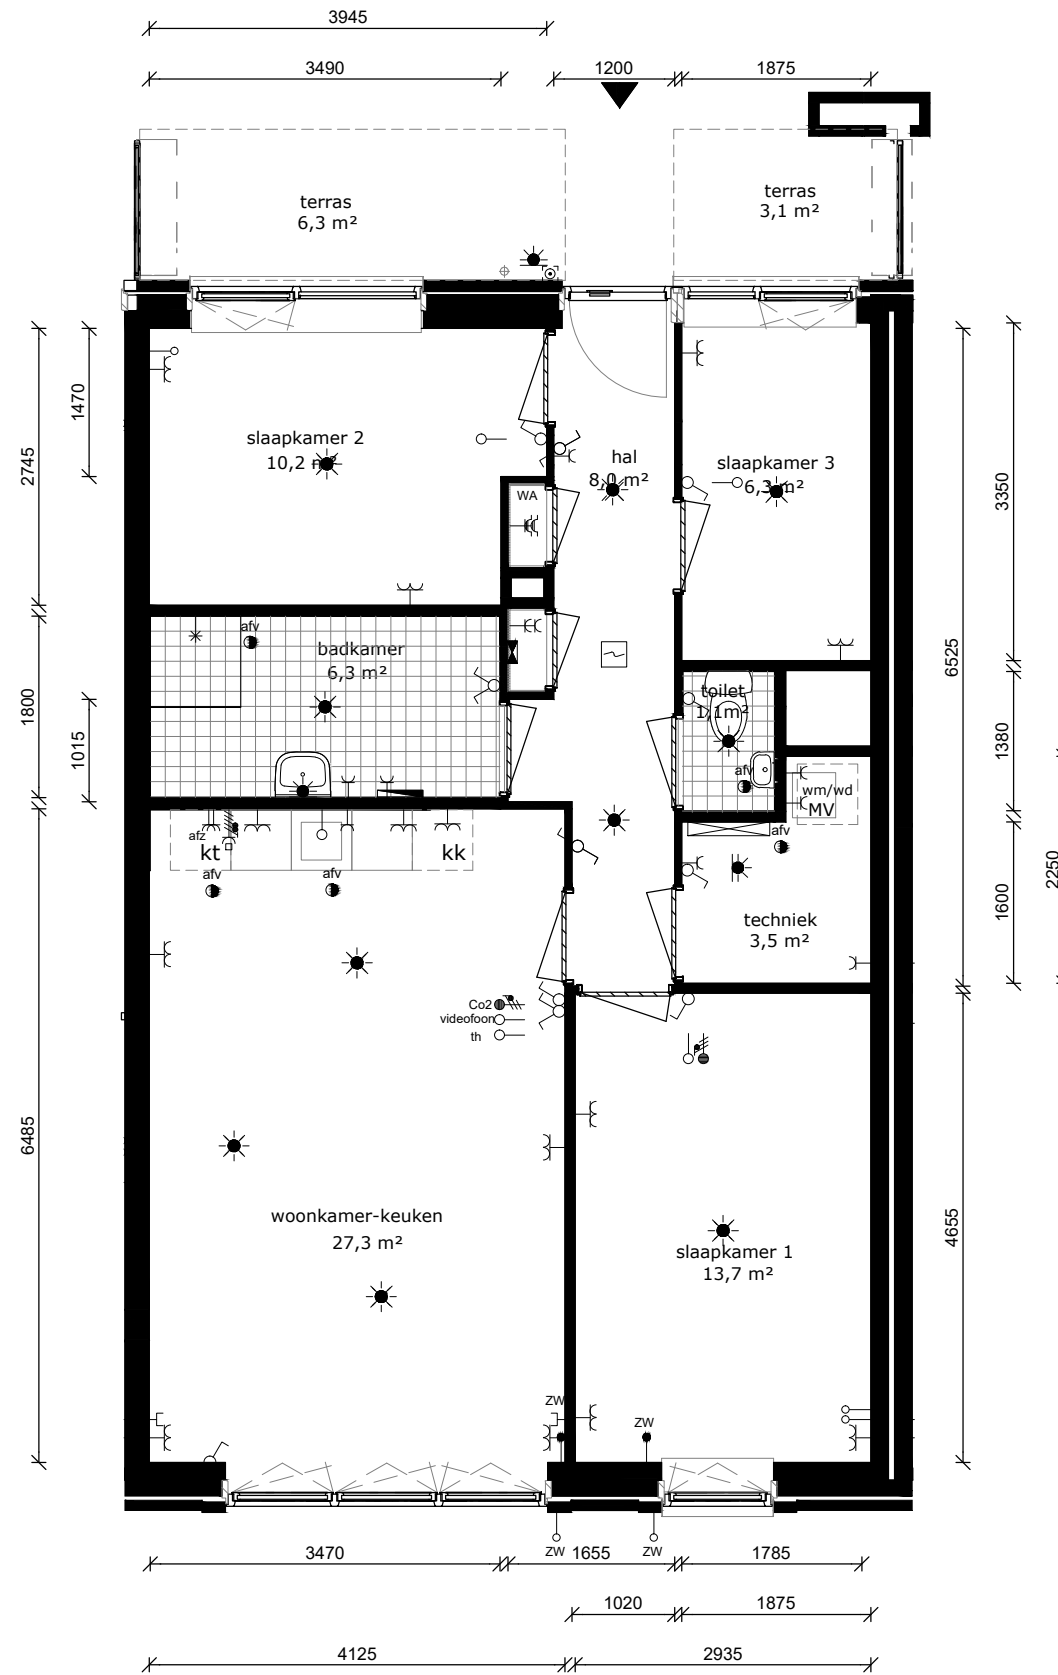 3945
3490
1200
1875
terras
6,3 m²
terras
3,1 m²
1470
2745
slaapkamer 2
10,2 m²
hal
8,0 m²
slaapkamer 3
6,3 m²
3350
WA
6525
afv
badkamer
6,3 m²
1800
1015
toilet
1,1m²
afv
wm/wd
MV
1380
afz
kt
kk
afv
afv
afv
techniek
3,5 m²
1600
2250
Co2
videofoon
th
6485
4655
woonkamer-keuken
27,3 m²
slaapkamer 1
13,7 m²
ZW
ZW
ZW
ZW
3470
1655
1785
1020
1875
4125
2935